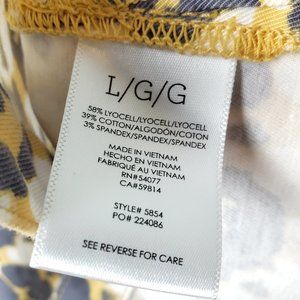 L/G/G
58% LYOCELL/LYOCELL/LYOCELL
39% COTTON/ALGODÓN/COTON
3% SPANDEX/SPANDEX/SPANDEX
MADE IN VIETNAM
HECHO EN VIETNAM
FABRIQUÉ AU VIETNAM
RN#54077
CA#59814
STYLE# 5854
PO# 224086
SEE REVERSE FOR CARE